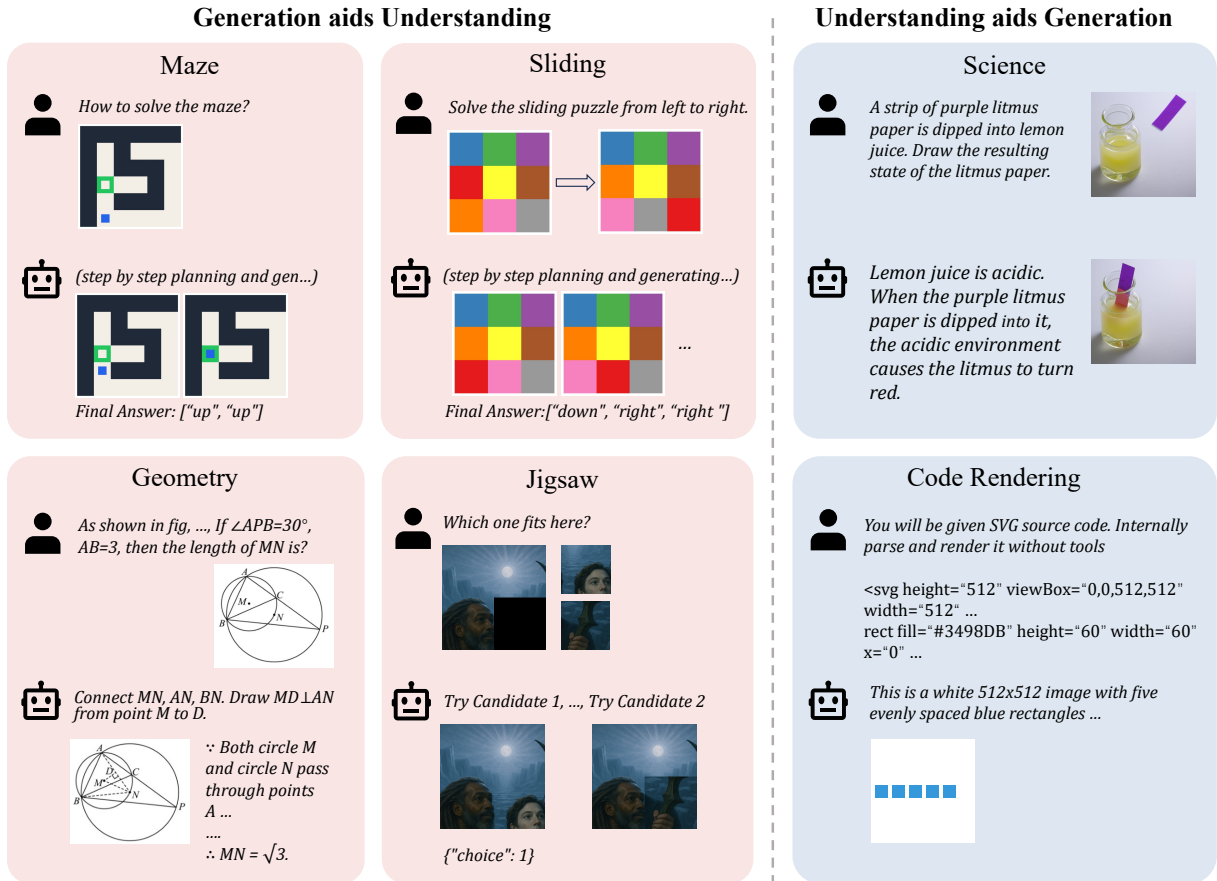 Generation aids Understanding
Understanding aids Generation
Maze
How to solve the maze?
(step by step planning and gen...)
Final Answer: ["up", "up"]
Sliding
Solve the sliding puzzle from left to right.
(step by step planning and generating...)
...
Final Answer:["down", "right", "right "]
Science
A strip of purple litmus
paper is dipped into lemon
juice. Draw the resulting
state of the litmus paper.
Lemon juice is acidic.
When the purple litmus
paper is dipped into it,
the acidic environment
causes the litmus to turn
red.
Geometry
As shown in fig, ..., If ∠APB=30°,
AB=3, then the length of MN is?
A
C
M
N
B
P
Connect MN, AN, BN. Draw MD⊥AN
from point M to D.
A
D
C
M
N
B
P
∵ Both circle M
and circle N pass
through points
A ...
....
∴ MN = √3.
Jigsaw
Which one fits here?
Try Candidate 1, ..., Try Candidate 2
{"choice": 1}
Code Rendering
You will be given SVG source code. Internally
parse and render it without tools
<svg height="512" viewBox="0,0,512,512"
width="512" ...
rect fill="#3498DB" height="60" width="60"
x="0" ...
This is a white 512x512 image with five
evenly spaced blue rectangles ...